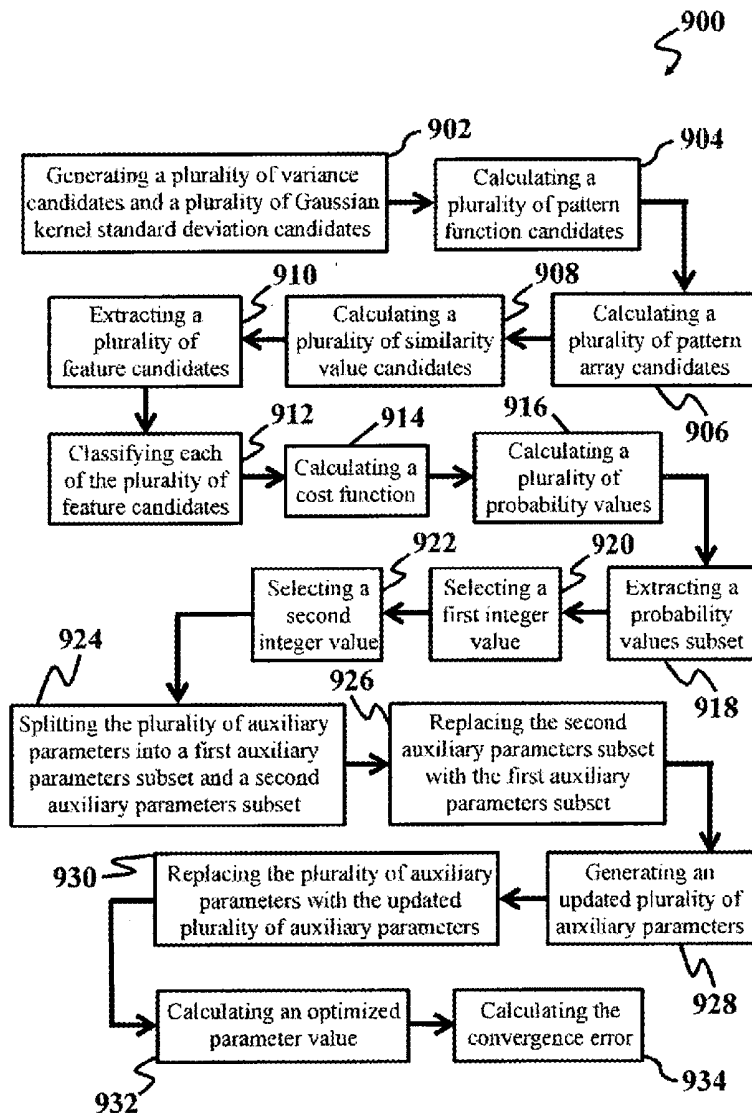 900
902
904
Generating a plurality of variance
candidates and a plurality of Gaussian
kernel standard deviation candidates
Calculating a
plurality of pattern
function candidates
910
908
Extracting a
plurality of
feature candidates
Calculating a
plurality of similarity
value candidates
Calculating a
plurality of pattern
array candidates
906
912
914
916
Classifying each
of the plurality of
feature candidates
Calculating a
cost function
Calculating a
plurality of
probability values
922
920
Selecting a
second
integer value
Selecting a
first integer
value
Extracting a
probability
values subset
918
924
926
Splitting the plurality of auxiliary
parameters into a first auxiliary
parameters subset and a second
auxiliary parameters subset
Replacing the second
auxiliary parameters subset
with the first auxiliary
parameters subset
930
Replacing the plurality of auxiliary
parameters with the updated
plurality of auxiliary parameters
Generating an
updated plurality of
auxiliary parameters
928
Calculating an optimized
parameter value
Calculating the
convergence error
932
934